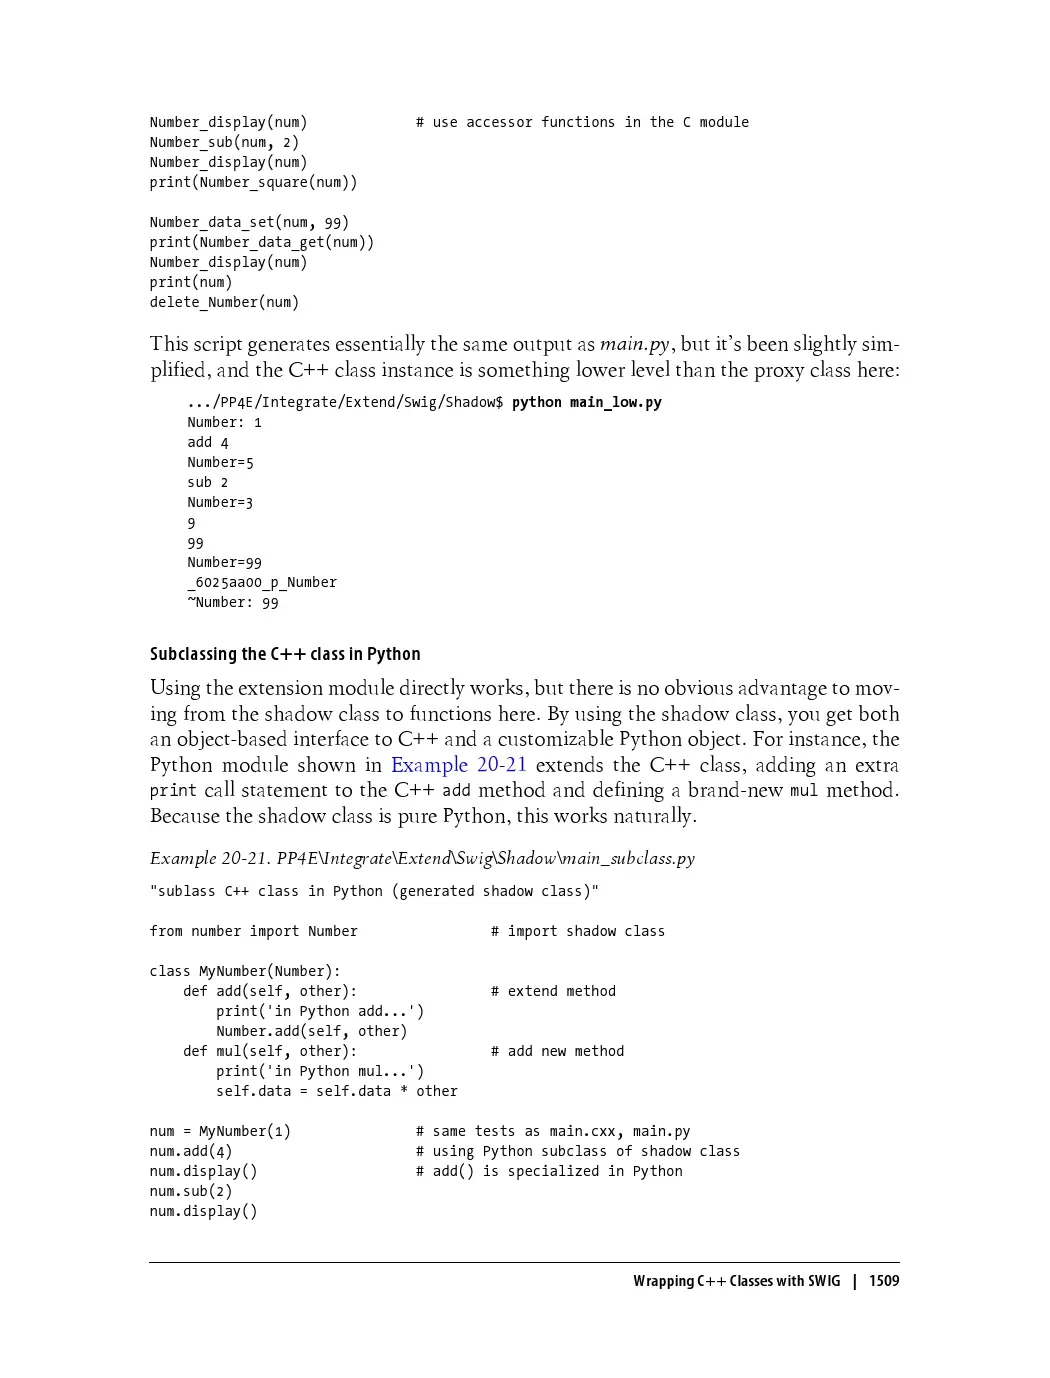 Number_display(num)             # use accessor functions in the C module
Number_sub(num, 2)
Number_display(num)
print(Number_square(num))
Number_data_set(num, 99)
print(Number_data_get(num))
Number_display(num)
print(num)
delete_Number(num)
This script generates essentially the same output as main.py, but it’s been slightly sim-
plified, and the C++ class instance is something lower level than the proxy class here:
.../PP4E/Integrate/Extend/Swig/Shadow$ python main_low.py
Number: 1
add 4
Number=5
sub 2
Number=3
9
99
Number=99
_6025aa00_p_Number
~Number: 99
Subclassing the C++ class in Python
Using the extension module directly works, but there is no obvious advantage to mov-
ing from the shadow class to functions here. By using the shadow class, you get both
an object-based interface to C++ and a customizable Python object. For instance, the
Python module shown in Example 20-21 extends the C++ class, adding an extra
print call statement to the C++ add method and defining a brand-new mul method.
Because the shadow class is pure Python, this works naturally.
Example 20-21. PP4E\Integrate\Extend\Swig\Shadow\main_subclass.py
"sublass C++ class in Python (generated shadow class)"
from number import Number                # import shadow class
class MyNumber(Number):
    def add(self, other):                # extend method
        print('in Python add...')
        Number.add(self, other)
    def mul(self, other):                # add new method
        print('in Python mul...')
        self.data = self.data * other
num = MyNumber(1)               # same tests as main.cxx, main.py
num.add(4)                      # using Python subclass of shadow class
num.display()                   # add() is specialized in Python
num.sub(2)
num.display()
Wrapping C++ Classes with SWIG | 1509